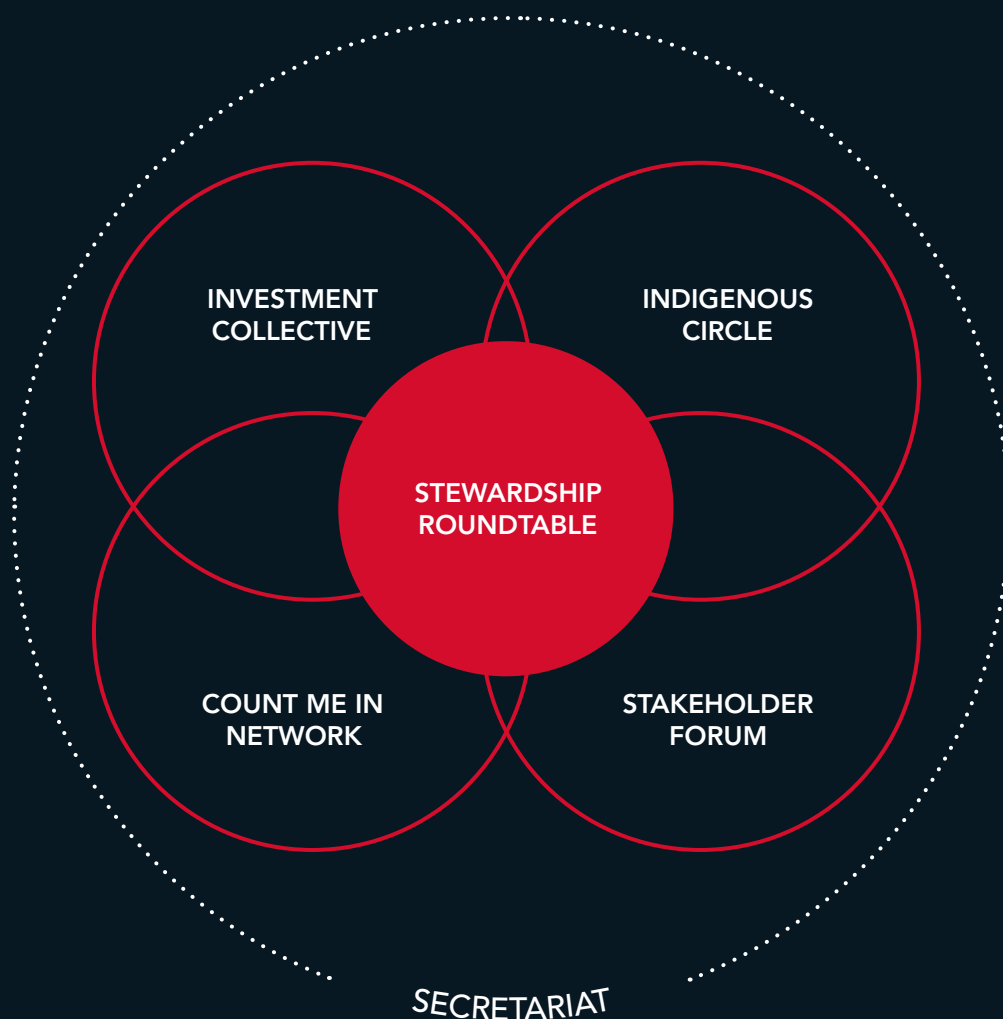 INVESTMENT
COLLECTIVE
INDIGENOUS
CIRCLE
STEWARDSHIP
ROUNDTABLE
COUNT ME IN
NETWORK
STAKEHOLDER
FORUM
SECRETARIAT